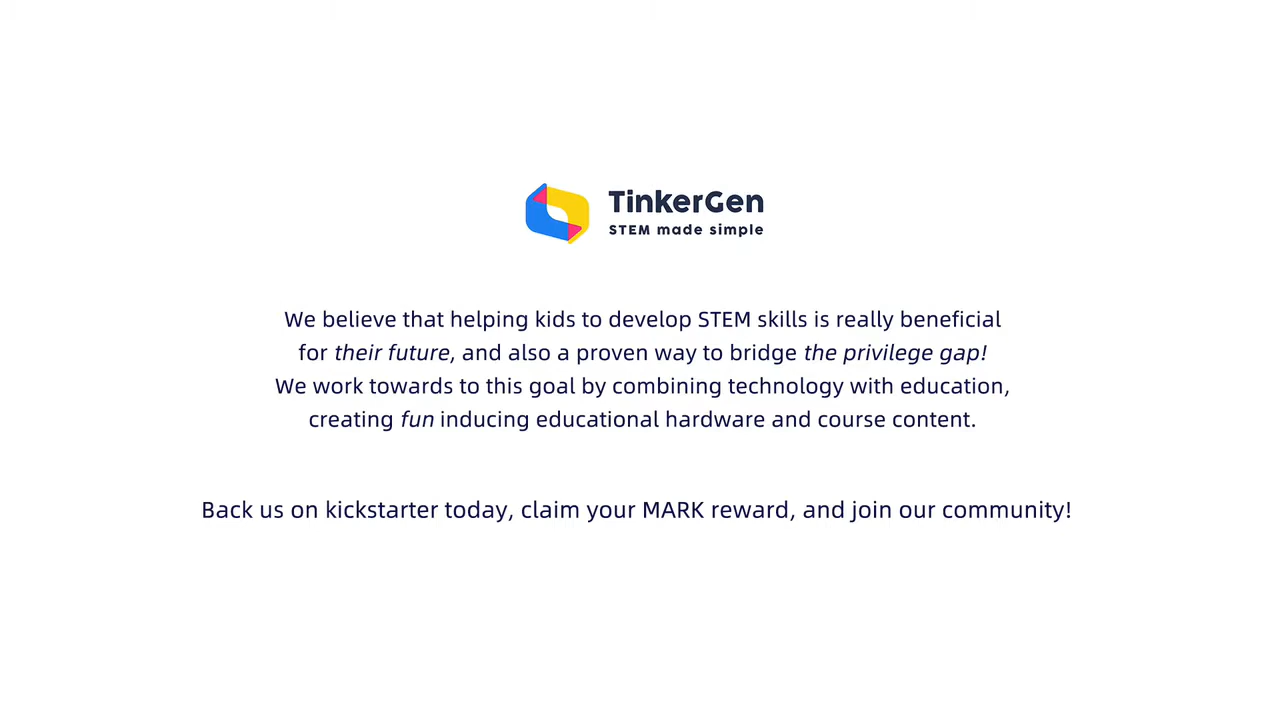 TinkerGen
STEM made simple
We believe that helping kids to develop STEM skills is really beneficial
for their future, and also a proven way to bridge the privilege gap!
We work towards to this goal by combining technology with education,
creating fun inducing educational hardware and course content.
Back us on kickstarter today, claim your MARK reward, and join our community!